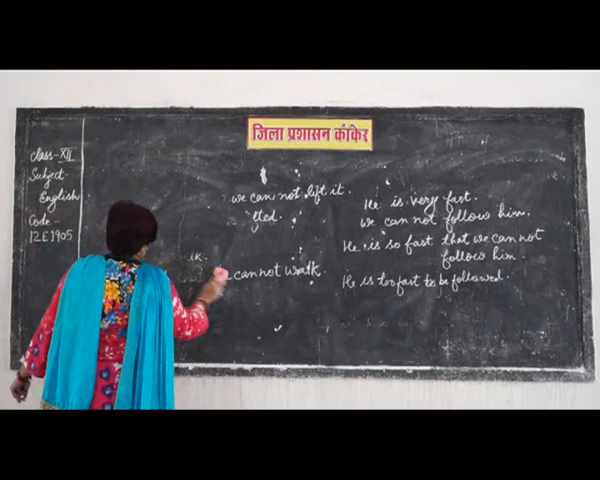 जिला प्रशासन कांकेर
Class-XII
Subject-
English
Code.-
12E1905
we can not lift it.
fted.
ik.
cannot walk.
He is very fast.
we can not follow him.
He is so fast that we can not
follow him.
He is too fast to be followed.